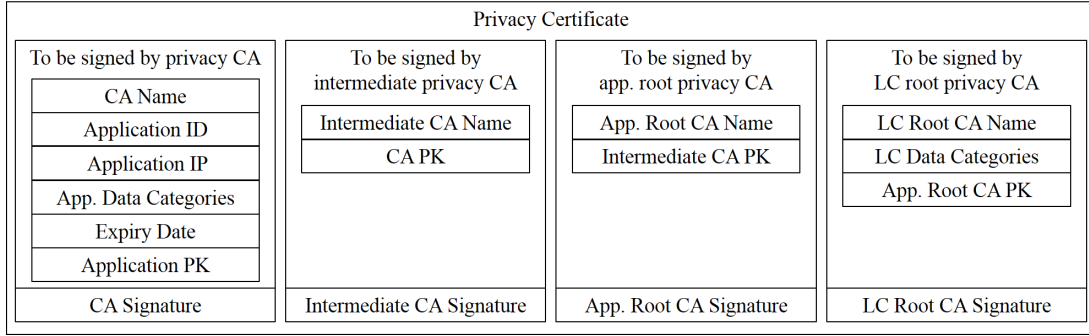 Privacy Certificate
To be signed by privacy CA
CA Name
Application ID
Application IP
App. Data Categories
Expiry Date
Application PK
CA Signature
To be signed by
intermediate privacy CA
Intermediate CA Name
CA PK
Intermediate CA Signature
To be signed by
app. root privacy CA
App. Root CA Name
Intermediate CA PK
App. Root CA Signature
To be signed by
LC root privacy CA
LC Root CA Name
LC Data Categories
App. Root CA PK
LC Root CA Signature